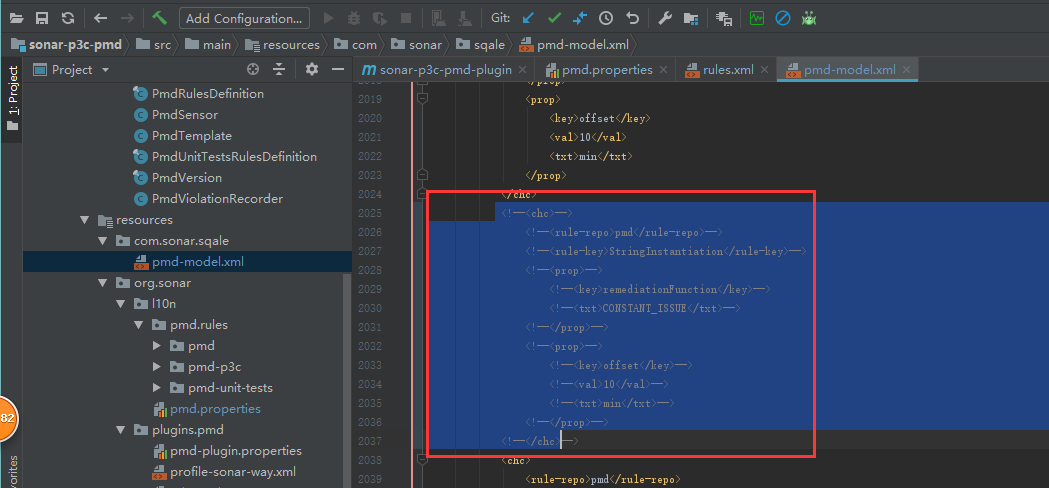 Add Configuration...
Git:
sonar-p3c-pmd src main resources com sonar sqale pmd-model.xml
1: Project
Project
sonar-p3c-pmd-plugin pmd.properties rules.xml pmd-model.xml
PmdRulesDefinition
PmdSensor
PmdTemplate
PmdUnitTestsRulesDefinition
PmdVersion
PmdViolationRecorder
resources
com.sonar.sqale
pmd-model.xml
org.sonar
l10n
pmd.rules
pmd
pmd-p3c
pmd-unit-tests
pmd.properties
plugins.pmd
pmd-plugin.properties
profile-sonar-way.xml
82
vorites
2019 <prop>
2020 <key>offset</key>
2021 <val>10</val>
2022 <txt>min</txt>
2023 </prop>
2024 </chc>
2025 <!--<chc>-->
2026 <!--<rule-repo>pmd</rule-repo>-->
2027 <!--<rule-key>StringInstantiation</rule-key>-->
2028 <!--<prop>-->
2029 <!--<key>remediationFunction</key>-->
2030 <!--<txt>CONSTANT_ISSUE</txt>-->
2031 <!--</prop>-->
2032 <!--<prop>-->
2033 <!--<key>offset</key>-->
2034 <!--<val>10</val>-->
2035 <!--<txt>min</txt>-->
2036 <!--</prop>-->
2037 <!--</chc>-->
2038 <chc>
2039 <rule-repo>pmd</rule-repo>